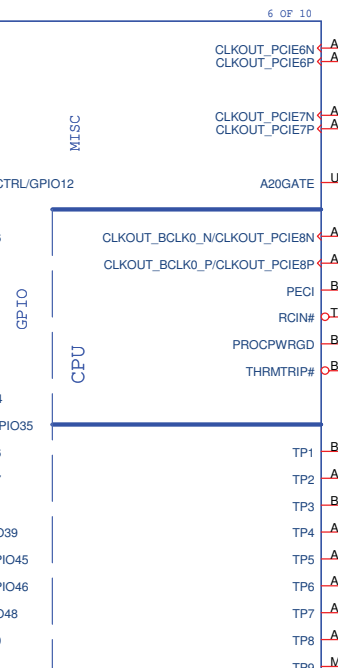 6 OF 10
CLKOUT_PCIE6N A
CLKOUT_PCIE6P A
CLKOUT_PCIE7N A
CLKOUT_PCIE7P A
MISC
CTRL/GPIO12 A20GATE U
CLKOUT_BCLK0_N/CLKOUT_PCIE8N A
CLKOUT_BCLK0_P/CLKOUT_PCIE8P A
PECI B
GPIO
RCIN# T
PROCPWRGD B
CPU
THRMTRIP# B
PIO35
TP1 B
TP2 A
TP3 B
O39 TP4 A
PIO45 TP5 A
PIO46 TP6 A
O48 TP7 A
TP8 A
TP9 M